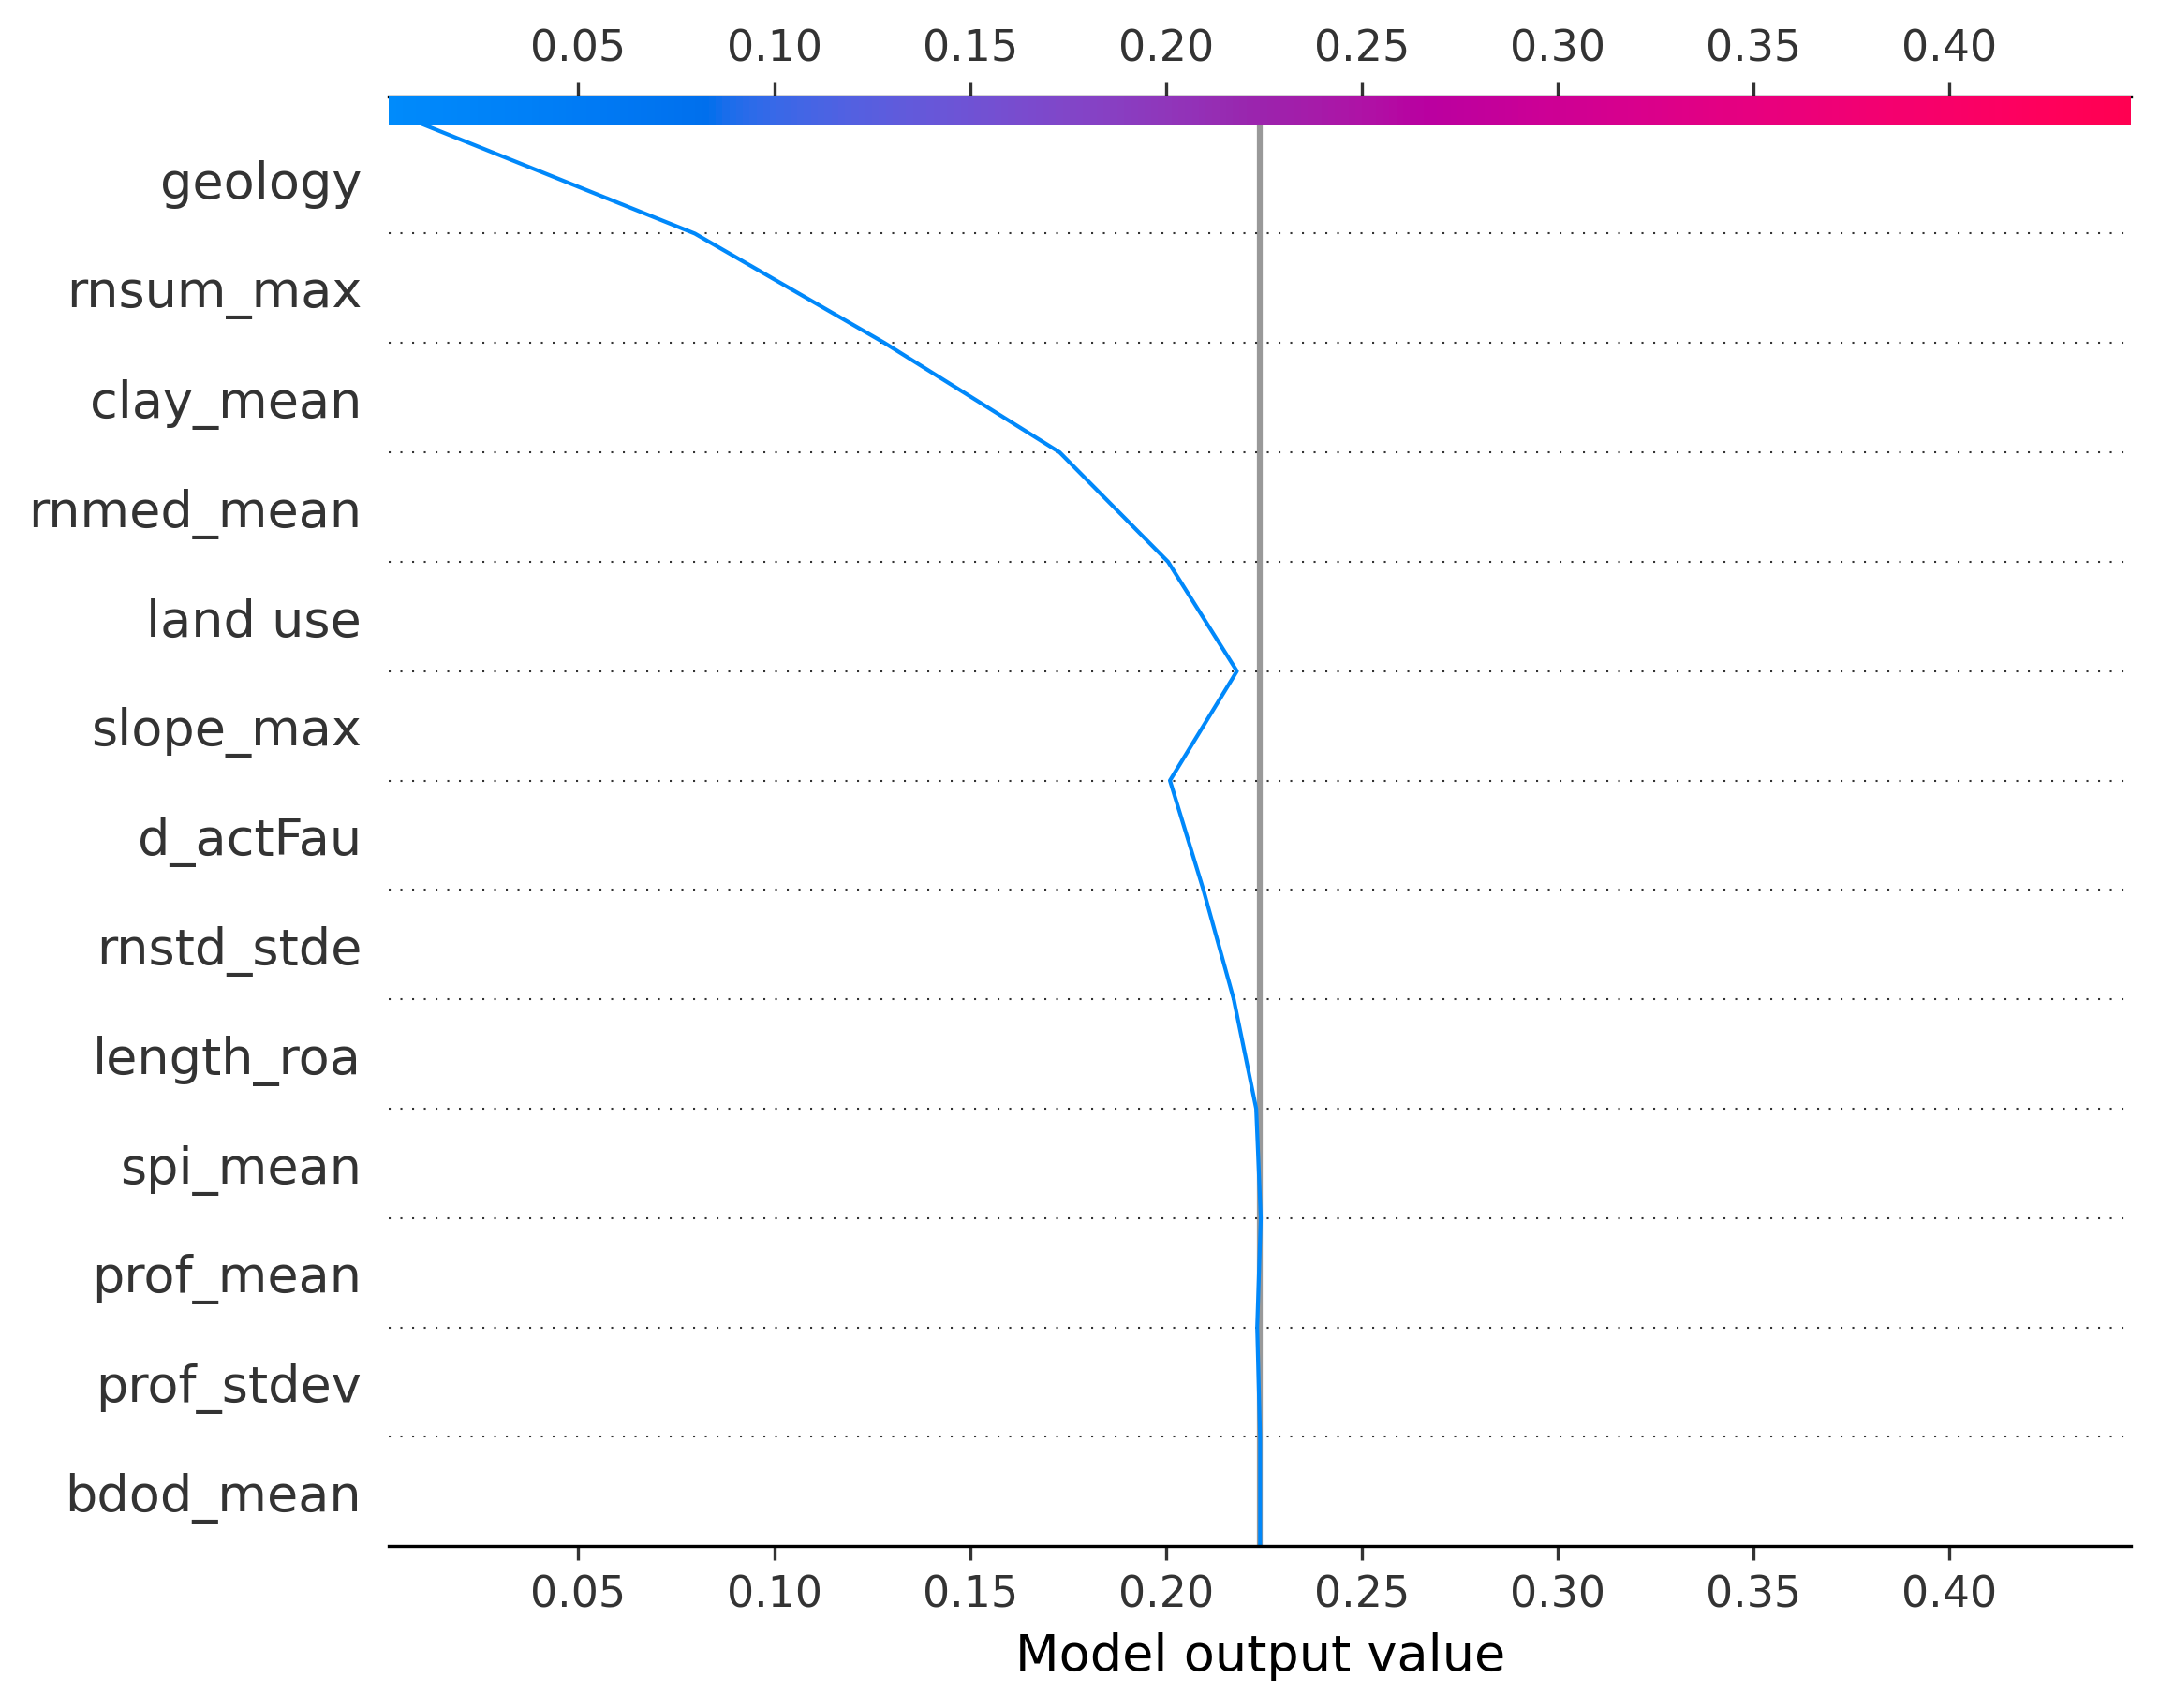 0.05 0.10 0.15 0.20 0.25 0.30 0.35 0.40
geology
rnsum_max
clay_mean
rnmed_mean
land use
slope_max
d_actFau
rnstd_stde
length_roa
spi_mean
prof_mean
prof_stdev
bdod_mean
0.05 0.10 0.15 0.20 0.25 0.30 0.35 0.40
Model output value